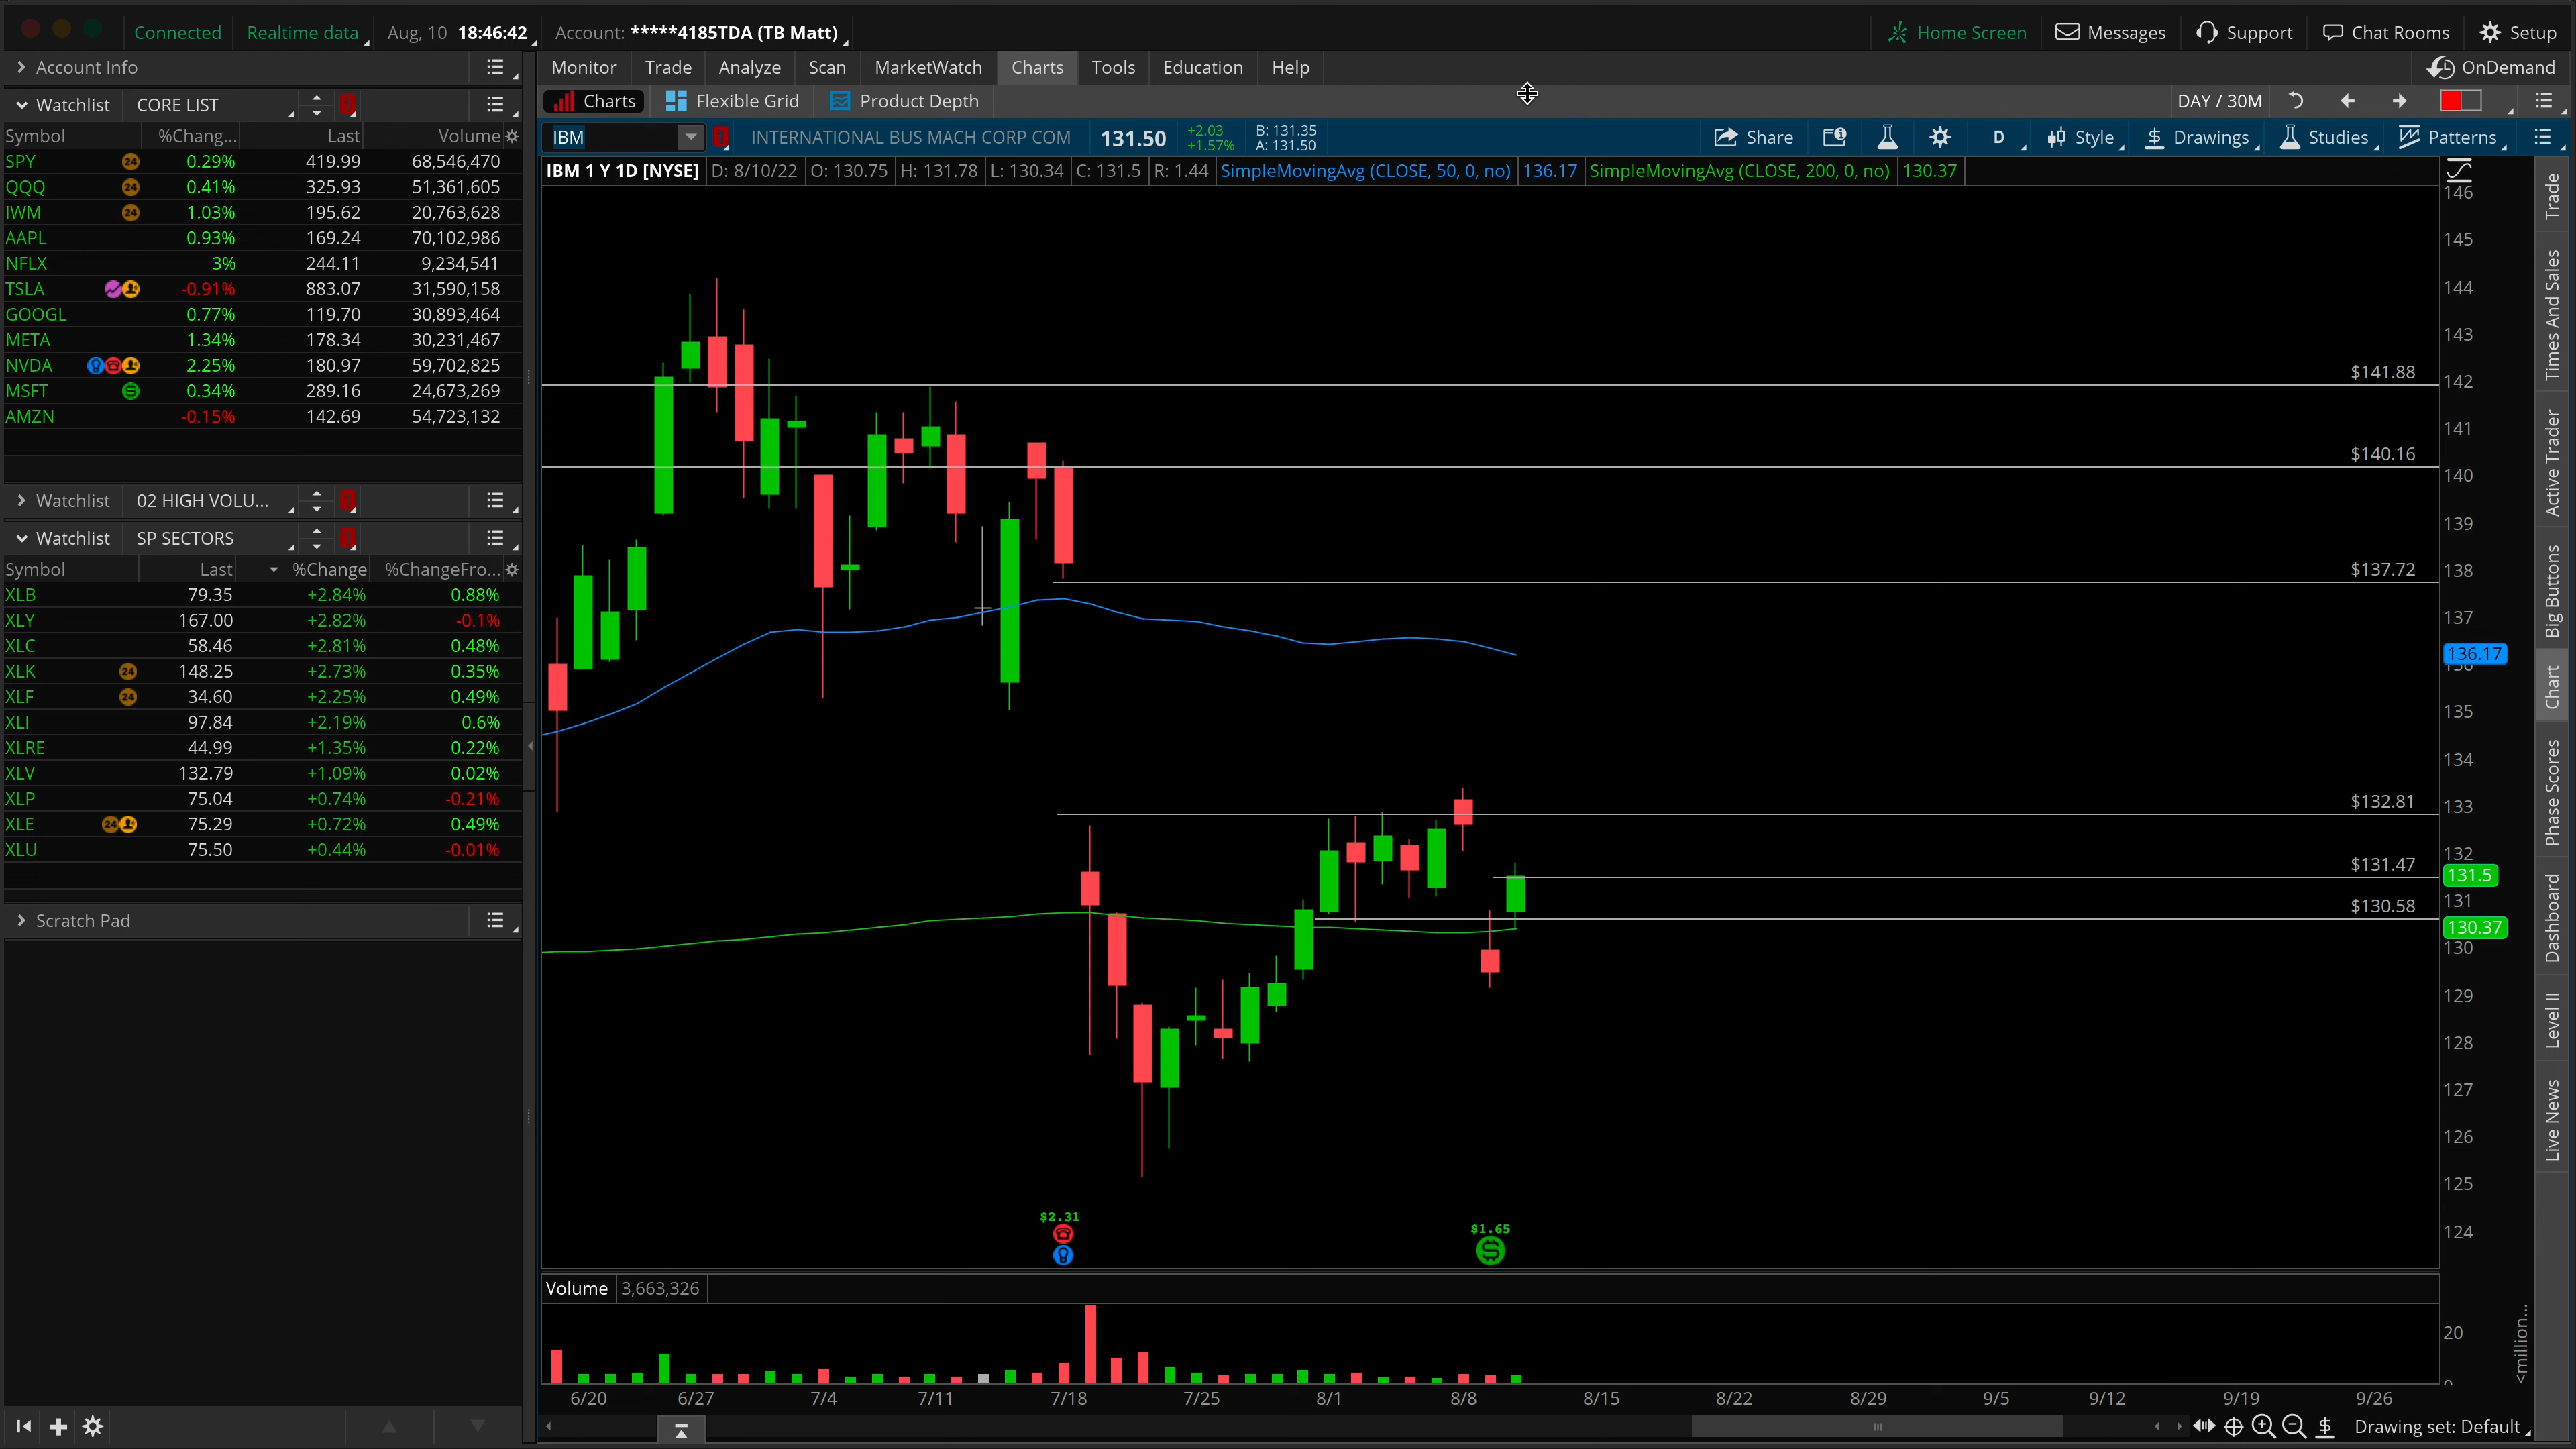 Connected Realtime data Aug, 10 18:46:42 Account: *****4185TDA (TB Matt) Home Screen Messages Support Chat Rooms Setup
Account Info
Monitor Trade Analyze Scan MarketWatch Charts Tools Education Help OnDemand
Watchlist CORE LIST
Charts Flexible Grid Product Depth DAY / 30M
Symbol %Chang... Last Volume
SPY 24 0.29% 419.99 68,546,470
QQQ 24 0.41% 325.93 51,361,605
IWM 24 1.03% 195.62 20,763,628
AAPL 0.93% 169.24 70,102,986
NFLX 3% 244.11 9,234,541
TSLA -0.91% 883.07 31,590,158
GOOGL 0.77% 119.70 30,893,464
META 1.34% 178.34 30,231,467
NVDA 2.25% 180.97 59,702,825
MSFT 0.34% 289.16 24,673,269
AMZN -0.15% 142.69 54,723,132
Watchlist 02 HIGH VOLU...
Watchlist SP SECTORS
Symbol Last %Change %ChangeFro...
XLB 79.35 +2.84% 0.88%
XLY 167.00 +2.82% -0.1%
XLC 58.46 +2.81% 0.48%
XLK 24 148.25 +2.73% 0.35%
XLF 24 34.60 +2.25% 0.49%
XLI 97.84 +2.19% 0.6%
XLRE 44.99 +1.35% 0.22%
XLV 132.79 +1.09% 0.02%
XLP 75.04 +0.74% -0.21%
XLE 24 75.29 +0.72% 0.49%
XLU 75.50 +0.44% -0.01%
Scratch Pad
IBM INTERNATIONAL BUS MACH CORP COM 131.50 +2.03 +1.57% B: 131.35 A: 131.50 Share D Style Drawings Studies Patterns
IBM 1 Y 1D [NYSE] D: 8/10/22 O: 130.75 H: 131.78 L: 130.34 C: 131.5 R: 1.44 SimpleMovingAvg (CLOSE, 50, 0, no) 136.17 SimpleMovingAvg (CLOSE, 200, 0, no) 130.37
146
145
144
143
$141.88
142
141
$140.16
140
139
$137.72
138
137
136.17
135
134
$132.81
133
132
$131.47
131.5
131
$130.58
130.37
130
129
128
127
126
125
124
$2.31
$1.65
Volume 3,663,326
20
<million...
6/20 6/27 7/4 7/11 7/18 7/25 8/1 8/8 8/15 8/22 8/29 9/5 9/12 9/19 9/26
Drawing set: Default
Trade
Times And Sales
Active Trader
Big Buttons
Chart
Phase Scores
Dashboard
Level II
Live News